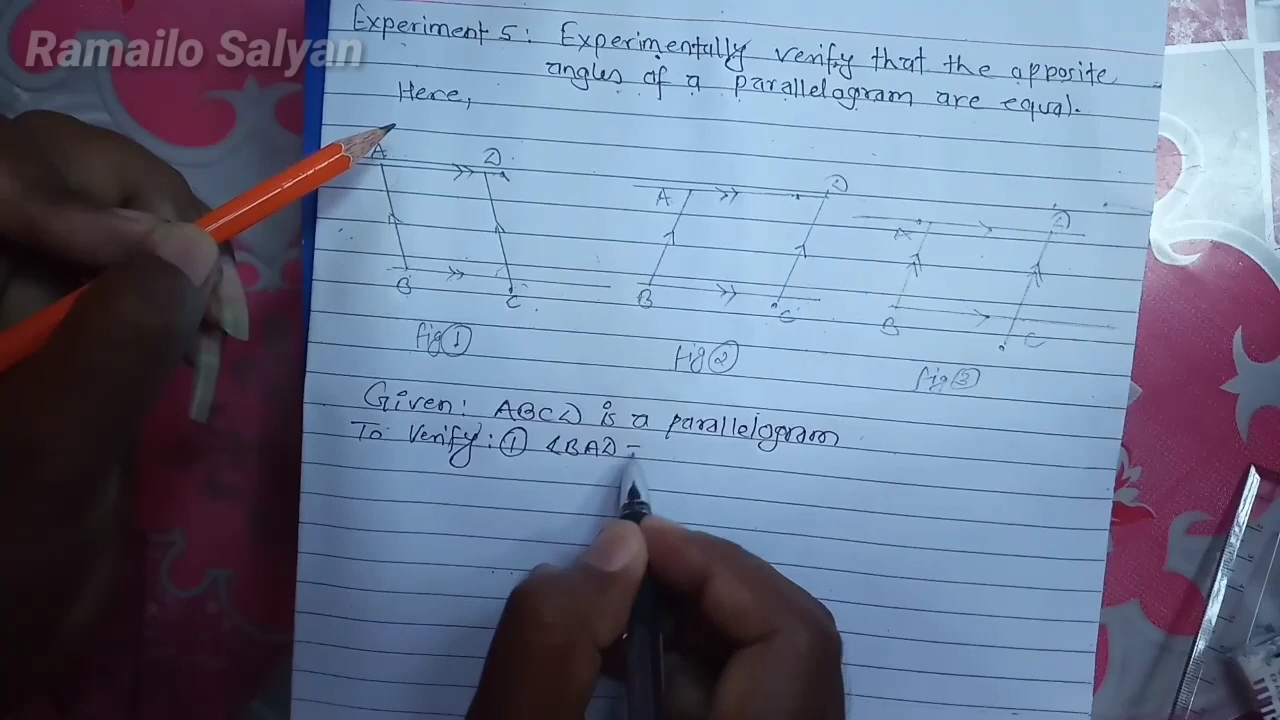 Ramailo Salyan
Experiment 5: Experimentally verify that the opposite
angles of a parallelogram are equal.
Here,
A D
B C
fig ①
A D
B C
fig ②
A D
B C
fig ③
Given: ABCD is a parallelogram
To Verify: ① ∠BAD =